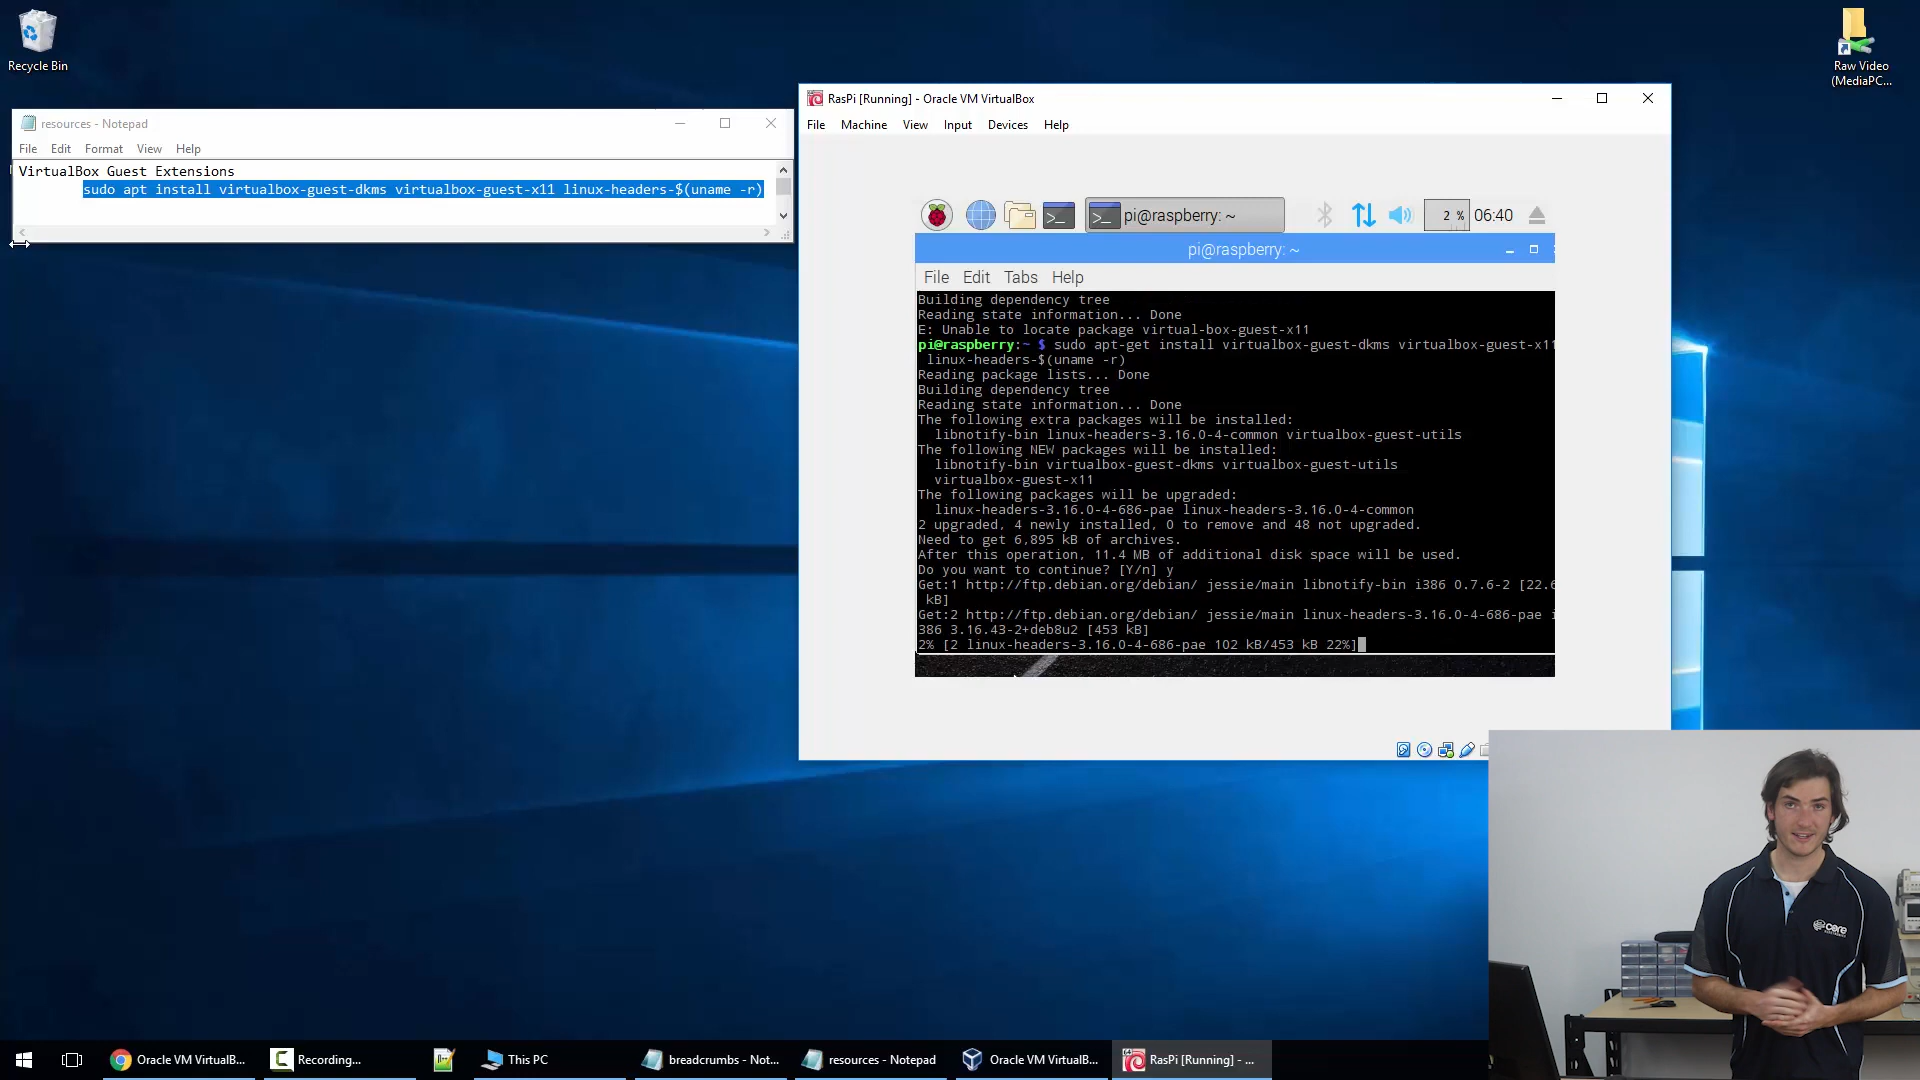 Recycle Bin
Raw Video
(MediaPC...
resources - Notepad
File Edit Format View Help
VirtualBox Guest Extensions
sudo apt install virtualbox-guest-dkms virtualbox-guest-x11 linux-headers-$(uname -r)
RasPi [Running] - Oracle VM VirtualBox
File Machine View Input Devices Help
pi@raspberry: ~
2 % 06:40
pi@raspberry: ~
File Edit Tabs Help
Building dependency tree
Reading state information... Done
E: Unable to locate package virtual-box-guest-x11
pi@raspberry:~ $ sudo apt-get install virtualbox-guest-dkms virtualbox-guest-x11
linux-headers-$(uname -r)
Reading package lists... Done
Building dependency tree
Reading state information... Done
The following extra packages will be installed:
libnotify-bin linux-headers-3.16.0-4-common virtualbox-guest-utils
The following NEW packages will be installed:
libnotify-bin virtualbox-guest-dkms virtualbox-guest-utils
virtualbox-guest-x11
The following packages will be upgraded:
linux-headers-3.16.0-4-686-pae linux-headers-3.16.0-4-common
2 upgraded, 4 newly installed, 0 to remove and 48 not upgraded.
Need to get 6,895 kB of archives.
After this operation, 11.4 MB of additional disk space will be used.
Do you want to continue? [Y/n] y
Get:1 http://ftp.debian.org/debian/ jessie/main libnotify-bin i386 0.7.6-2 [22.6
kB]
Get:2 http://ftp.debian.org/debian/ jessie/main linux-headers-3.16.0-4-686-pae i
386 3.16.43-2+deb8u2 [453 kB]
2% [2 linux-headers-3.16.0-4-686-pae 102 kB/453 kB 22%]
core
ELECTRONICS
Oracle VM VirtualB...
Recording...
This PC
breadcrumbs - Not...
resources - Notepad
Oracle VM VirtualB...
RasPi [Running] - ...